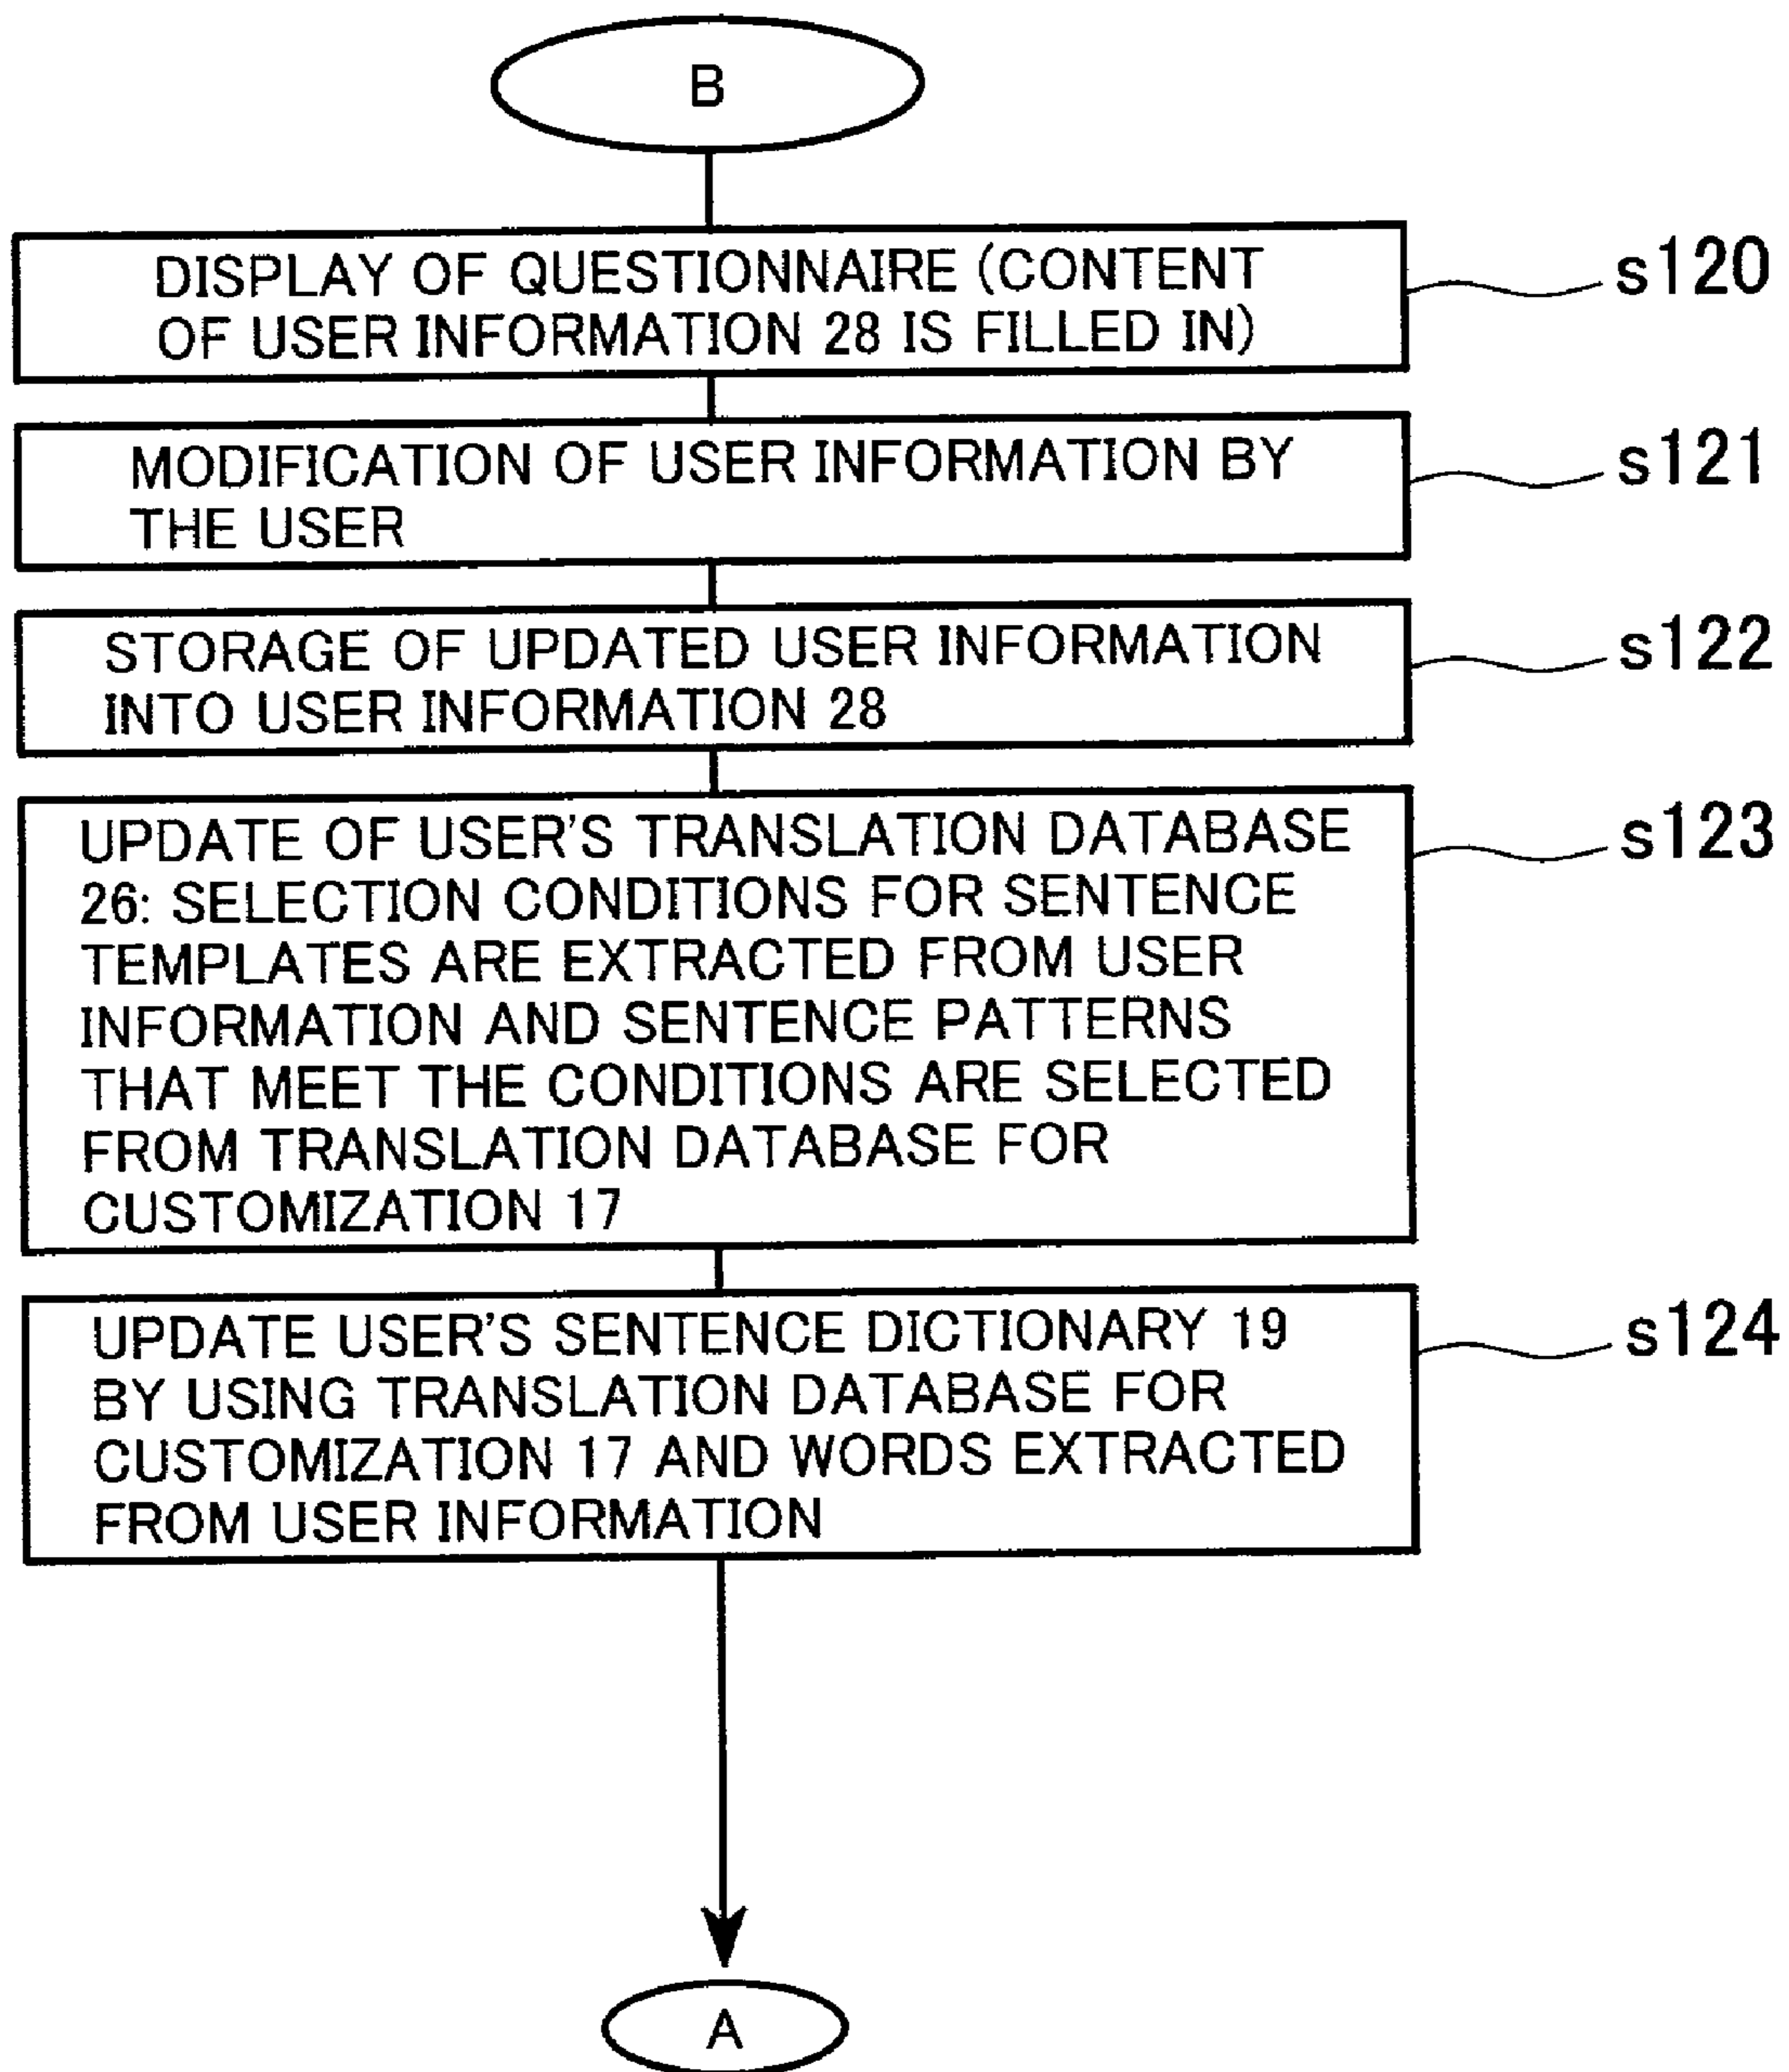 B
DISPLAY OF QUESTIONNAIRE (CONTENT
OF USER INFORMATION 28 IS FILLED IN)
s120
MODIFICATION OF USER INFORMATION BY
THE USER
s121
STORAGE OF UPDATED USER INFORMATION
INTO USER INFORMATION 28
s122
UPDATE OF USER'S TRANSLATION DATABASE
26: SELECTION CONDITIONS FOR SENTENCE
TEMPLATES ARE EXTRACTED FROM USER
INFORMATION AND SENTENCE PATTERNS
THAT MEET THE CONDITIONS ARE SELECTED
FROM TRANSLATION DATABASE FOR
CUSTOMIZATION 17
s123
UPDATE USER'S SENTENCE DICTIONARY 19
BY USING TRANSLATION DATABASE FOR
CUSTOMIZATION 17 AND WORDS EXTRACTED
FROM USER INFORMATION
s124
A